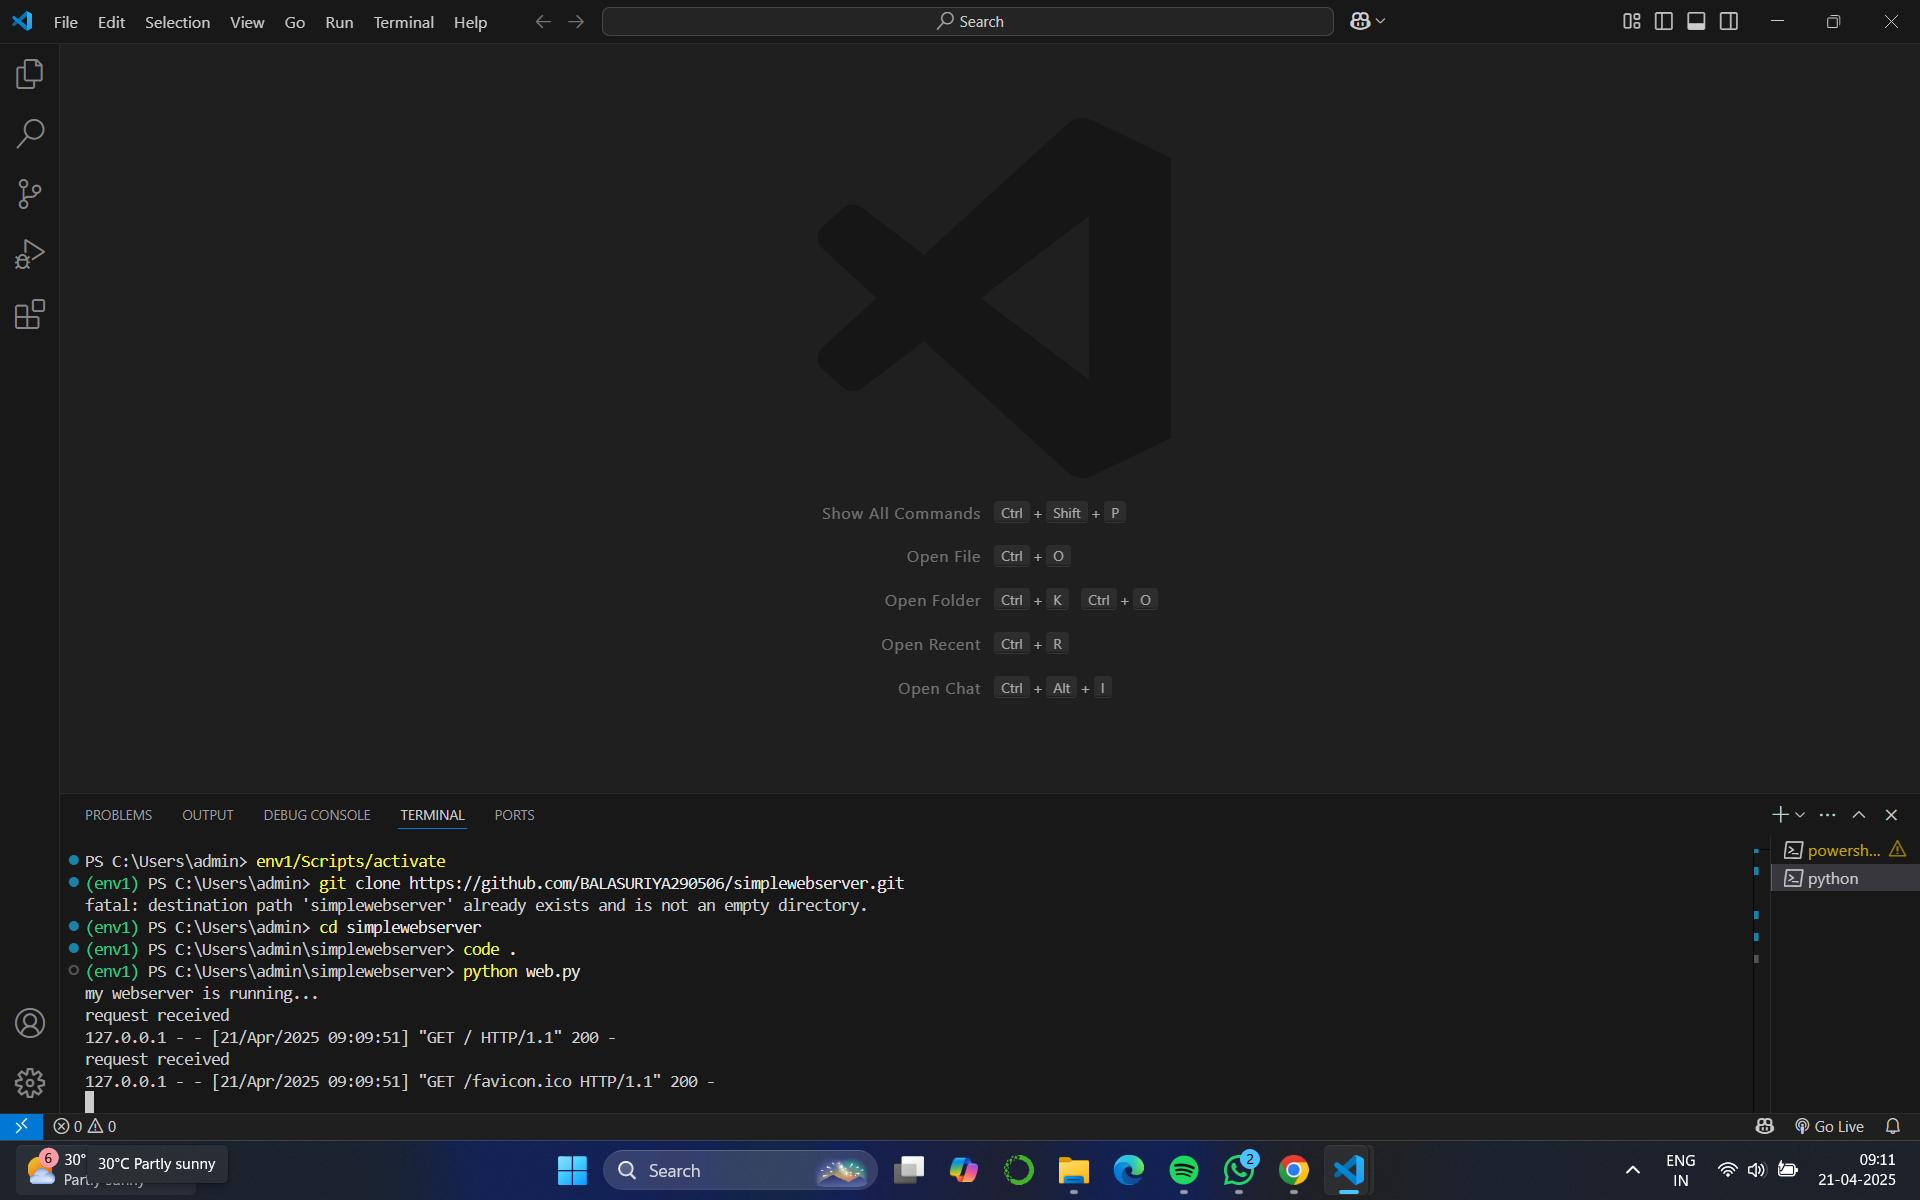 File Edit Selection View Go Run Terminal Help
Search
Show All Commands Ctrl + Shift + P
Open File Ctrl + O
Open Folder Ctrl + K Ctrl + O
Open Recent Ctrl + R
Open Chat Ctrl + Alt + I
PROBLEMS OUTPUT DEBUG CONSOLE TERMINAL PORTS
PS C:\Users\admin> env1/Scripts/activate
(env1) PS C:\Users\admin> git clone https://github.com/BALASURIYA290506/simplewebserver.git
fatal: destination path 'simplewebserver' already exists and is not an empty directory.
(env1) PS C:\Users\admin> cd simplewebserver
(env1) PS C:\Users\admin\simplewebserver> code .
(env1) PS C:\Users\admin\simplewebserver> python web.py
my webserver is running...
request received
127.0.0.1 - - [21/Apr/2025 09:09:51] "GET / HTTP/1.1" 200 -
request received
127.0.0.1 - - [21/Apr/2025 09:09:51] "GET /favicon.ico HTTP/1.1" 200 -
powersh...
python
0 0
Go Live
6
30°
30°C Partly sunny
Search
2
ENG
IN
09:11
21-04-2025